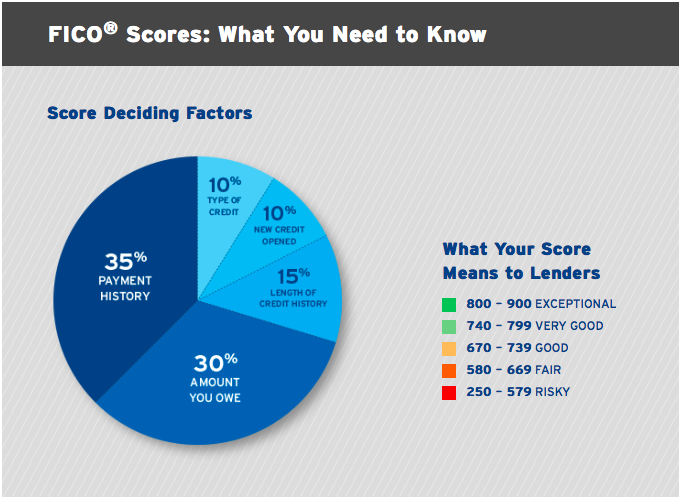 FICO® Scores: What You Need to Know
Score Deciding Factors
10%
TYPE OF
CREDIT
10%
NEW CREDIT
OPENED
15%
LENGTH OF
CREDIT HISTORY
35%
PAYMENT
HISTORY
30%
AMOUNT
YOU OWE
What Your Score
Means to Lenders
800 – 900 EXCEPTIONAL
740 – 799 VERY GOOD
670 – 739 GOOD
580 – 669 FAIR
250 – 579 RISKY